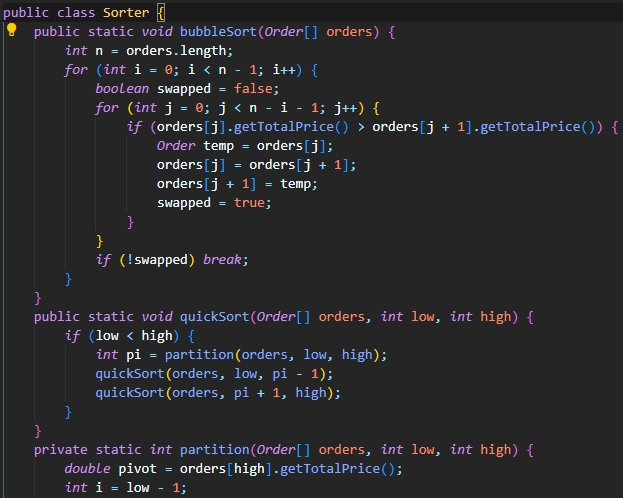 public class Sorter {
    public static void bubbleSort(Order[] orders) {
        int n = orders.length;
        for (int i = 0; i < n - 1; i++) {
            boolean swapped = false;
            for (int j = 0; j < n - i - 1; j++) {
                if (orders[j].getTotalPrice() > orders[j + 1].getTotalPrice()) {
                    Order temp = orders[j];
                    orders[j] = orders[j + 1];
                    orders[j + 1] = temp;
                    swapped = true;
                }
            }
            if (!swapped) break;
        }
    }
    public static void quickSort(Order[] orders, int low, int high) {
        if (low < high) {
            int pi = partition(orders, low, high);
            quickSort(orders, low, pi - 1);
            quickSort(orders, pi + 1, high);
        }
    }
    private static int partition(Order[] orders, int low, int high) {
        double pivot = orders[high].getTotalPrice();
        int i = low - 1;